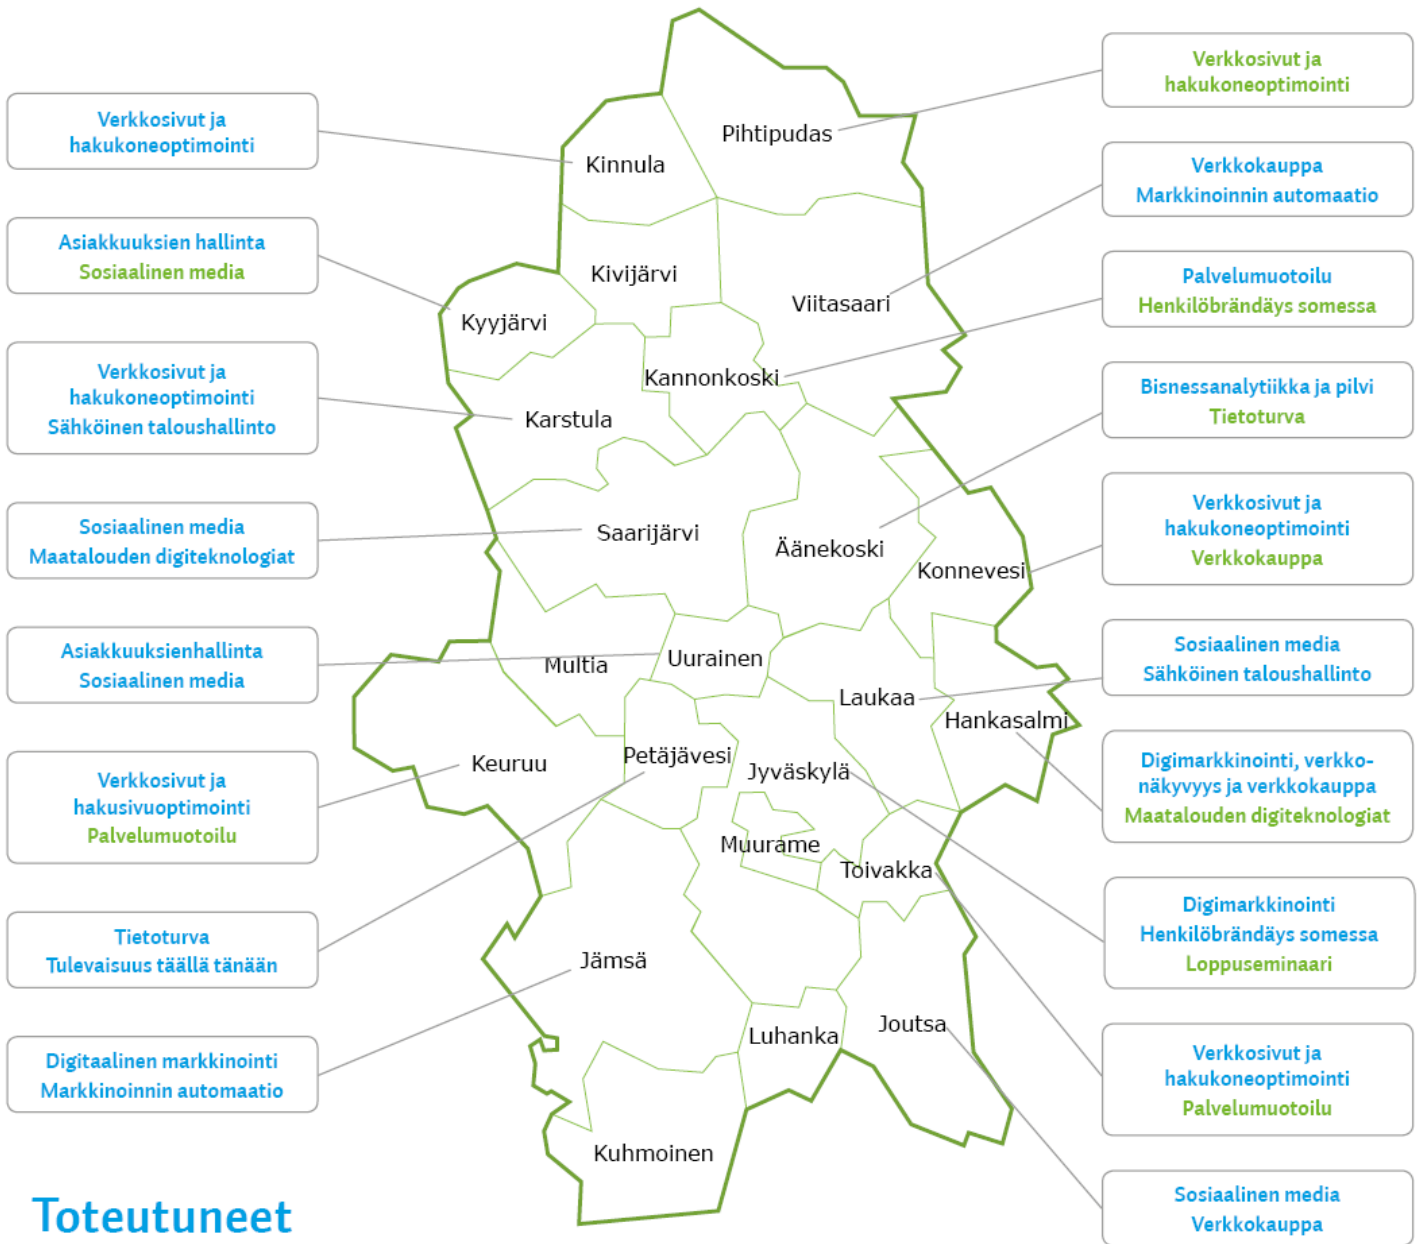 Verkkosivut ja
hakukoneoptimointi
Asiakkuuksien hallinta
Sosiaalinen media
Verkkosivut ja
hakukoneoptimointi
Sähköinen taloushallinto
Sosiaalinen media
Maatalouden digiteknologiat
Asiakkuuksienhallinta
Sosiaalinen media
Verkkosivut ja
hakusivuoptimointi
Palvelumuotoilu
Tietoturva
Tulevaisuus täällä tänään
Digitaalinen markkinointi
Markkinoinnin automaatio
Toteutuneet
Pihtipudas
Kinnula
Kivijärvi
Viitasaari
Kyyjärvi
Kannonkoski
Karstula
Saarijärvi
Äänekoski
Konnevesi
Multia
Uurainen
Laukaa
Hankasalmi
Keuruu
Petäjävesi
Jyväskylä
Muurame
Toivakka
Jämsä
Luhanka
Joutsa
Kuhmoinen
Verkkosivut ja
hakukoneoptimointi
Verkkokauppa
Markkinoinnin automaatio
Palvelumuotoilu
Henkilöbrändäys somessa
Bisnessanalytiikka ja pilvi
Tietoturva
Verkkosivut ja
hakukoneoptimointi
Verkkokauppa
Sosiaalinen media
Sähköinen taloushallinto
Digimarkkinointi, verkko-
näkyvyys ja verkkokauppa
Maatalouden digiteknologiat
Digimarkkinointi
Henkilöbrändäys somessa
Loppuseminaari
Verkkosivut ja
hakukoneoptimointi
Palvelumuotoilu
Sosiaalinen media
Verkkokauppa